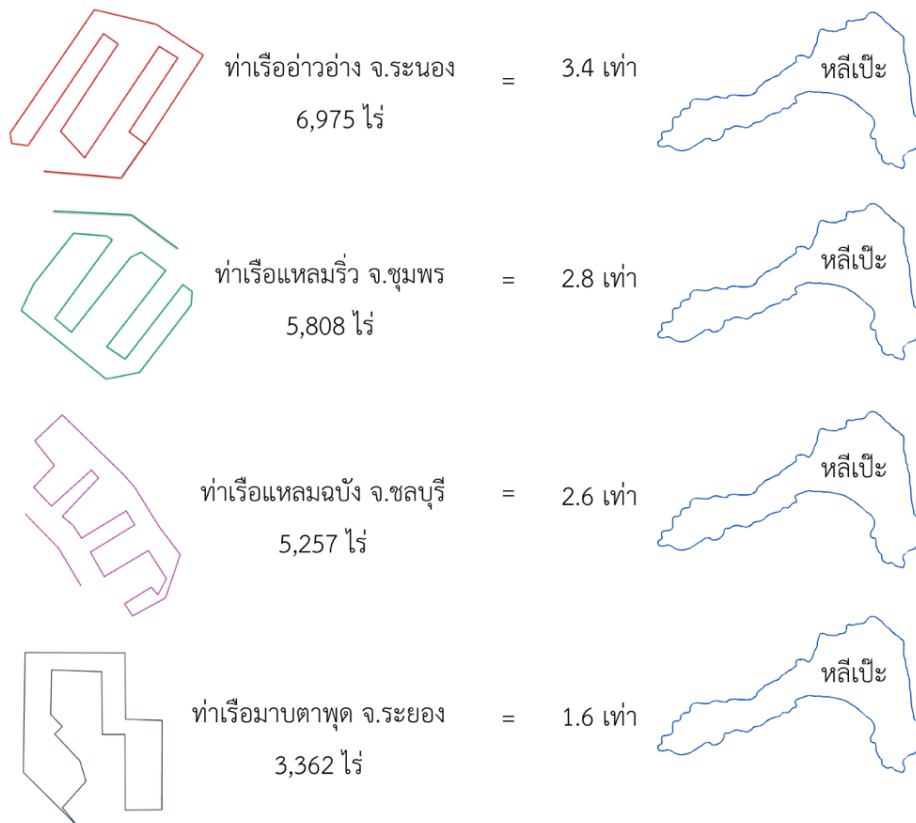 ท่าเรืออ่าวอ่าง จ.ระนอง = 3.4 เท่า หลีเป๊ะ
6,975 ไร่
ท่าเรือแหลมริ่ว จ.ชุมพร = 2.8 เท่า หลีเป๊ะ
5,808 ไร่
ท่าเรือแหลมฉบัง จ.ชลบุรี = 2.6 เท่า หลีเป๊ะ
5,257 ไร่
ท่าเรือมาบตาพุด จ.ระยอง = 1.6 เท่า หลีเป๊ะ
3,362 ไร่